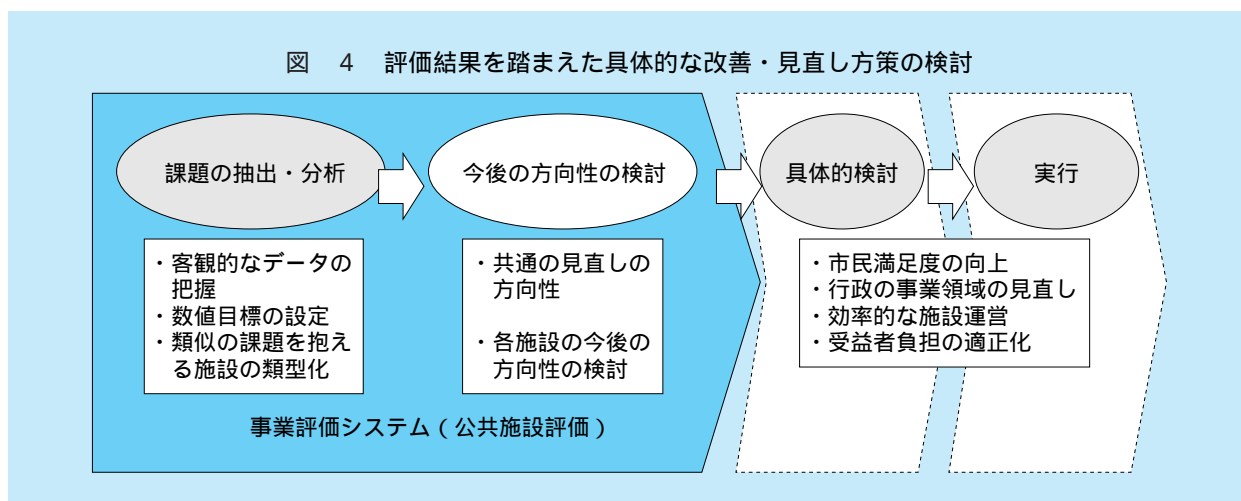 図 4 評価結果を踏まえた具体的な改善・見直し方策の検討
課題の抽出・分析
今後の方向性の検討
具体的検討
実行
・客観的なデータの
把握
・数値目標の設定
・類似の課題を抱え
る施設の類型化
・共通の見直しの
方向性
・各施設の今後の
方向性の検討
・市民満足度の向上
・行政の事業領域の見直し
・効率的な施設運営
・受益者負担の適正化
事業評価システム(公共施設評価)